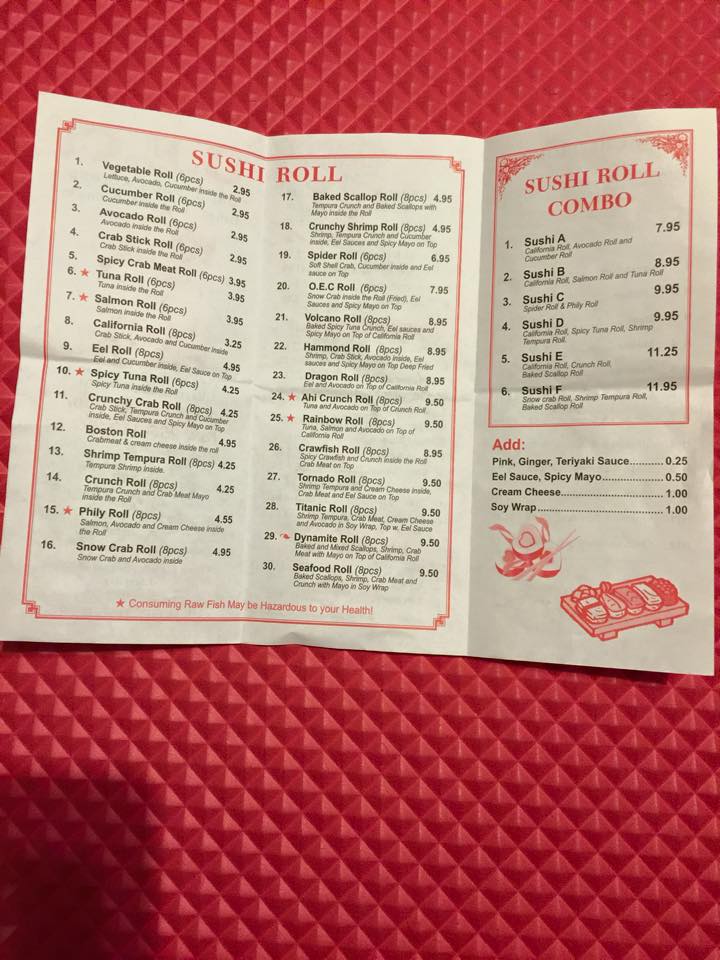 SUSHI ROLL
1. Vegetable Roll (6pcs) 2.95
Lettuce, Avocado, Cucumber inside the Roll
2. Cucumber Roll (6pcs) 2.95
Cucumber inside the Roll
3. Avocado Roll (6pcs) 2.95
Avocado inside the Roll
4. Crab Stick Roll (6pcs) 2.95
Crab Stick inside the Roll
5. Spicy Crab Meat Roll (6pcs) 3.95
6. ★ Tuna Roll (6pcs) 3.95
Tuna inside the Roll
7. ★ Salmon Roll (6pcs) 3.95
Salmon inside the Roll
8. California Roll (8pcs) 3.25
Crab Stick, Avocado and Cucumber inside
9. Eel Roll (8pcs) 4.95
Eel and Cucumber inside, Eel Sauce on Top
10. ★ Spicy Tuna Roll (6pcs) 4.25
Spicy Tuna inside the Roll
11. Crunchy Crab Roll (8pcs) 4.25
Crab Stick, Tempura Crunch and Cucumber
inside, Eel Sauces and Spicy Mayo on Top
12. Boston Roll 4.95
Crabmeat & cream cheese inside the roll
13. Shrimp Tempura Roll (8pcs) 4.25
Tempura Shrimp inside.
14. Crunch Roll (8pcs) 4.25
Tempura Crunch and Crab Meat Mayo
inside the Roll
15. ★ Phily Roll (8pcs) 4.55
Salmon, Avocado and Cream Cheese inside
the Roll
16. Snow Crab Roll (8pcs) 4.95
Snow Crab and Avocado inside
17. Baked Scallop Roll (8pcs) 4.95
Tempura Crunch and Baked Scallops with
Mayo inside the Roll
18. Crunchy Shrimp Roll (8pcs) 4.95
Shrimp, Tempura Crunch and Cucumber
inside, Eel Sauces and Spicy Mayo on Top
19. Spider Roll (6pcs) 6.95
Soft Shell Crab, Cucumber inside and Eel
sauce on Top
20. O.E.C Roll (6pcs) 7.95
Snow Crab inside the Roll (Fried), Eel
Sauces and Spicy Mayo on Top
21. Volcano Roll (8pcs) 8.95
Baked Spicy Tuna Crunch, Eel sauces and
Spicy Mayo on Top of California Roll
22. Hammond Roll (8pcs) 8.95
Shrimp, Crab Stick, Avocado Inside, Eel
sauces and Spicy Mayo on Top Deep Fried
23. Dragon Roll (8pcs) 8.95
Eel and Avocado on Top of California Roll
24. ★ Ahi Crunch Roll (8pcs) 9.50
Tuna and Avocado on Top of Crunch Roll
25. ★ Rainbow Roll (8pcs) 9.50
Tuna, Salmon and Avocado on Top of
California Roll
26. Crawfish Roll (8pcs) 8.95
Spicy Crawfish and Crunch inside the Roll
Crab Meat on Top
27. Tornado Roll (8pcs) 9.50
Shrimp Tempura and Cream Cheese inside,
Crab Meat and Eel Sauce on Top
28. Titanic Roll (8pcs) 9.50
Shrimp Tempura, Crab Meat, Cream Cheese
and Avocado in Soy Wrap, Top w, Eel Sauce
29. Dynamite Roll (8pcs) 9.50
Baked and Mixed Scallops, Shrimp, Crab
Meat with Mayo on Top of California Roll
30. Seafood Roll (8pcs) 9.50
Baked Scallops, Shrimp, Crab Meat and
Crunch with Mayo in Soy Wrap
★ Consuming Raw Fish May be Hazardous to your Health!
SUSHI ROLL
COMBO
1. Sushi A 7.95
California Roll, Avocado Roll and
Cucumber Roll
2. Sushi B 8.95
California Roll, Salmon Roll and Tuna Roll
3. Sushi C 9.95
Spider Roll & Phily Roll
4. Sushi D 9.95
California Roll, Spicy Tuna Roll, Shrimp
Tempura Roll.
5. Sushi E 11.25
California Roll, Crunch Roll,
Baked Scallop Roll
6. Sushi F 11.95
Snow crab Roll, Shrimp Tempura Roll,
Baked Scallop Roll
Add:
Pink, Ginger, Teriyaki Sauce........... 0.25
Eel Sauce, Spicy Mayo................... 0.50
Cream Cheese............................... 1.00
Soy Wrap...................................... 1.00